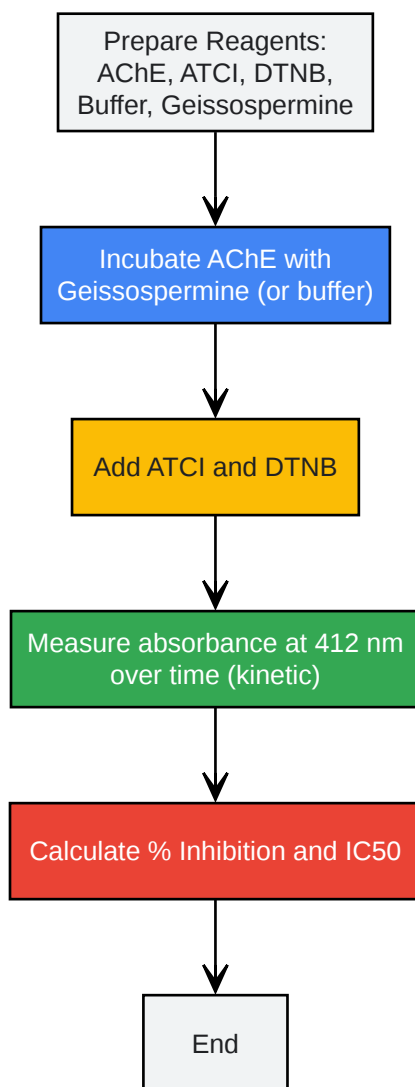 Prepare Reagents:
AChE, ATCI, DTNB,
Buffer, Geissospermine
Incubate AChE with
Geissospermine (or buffer)
Add ATCI and DTNB
Measure absorbance at 412 nm
over time (kinetic)
Calculate % Inhibition and IC50
End